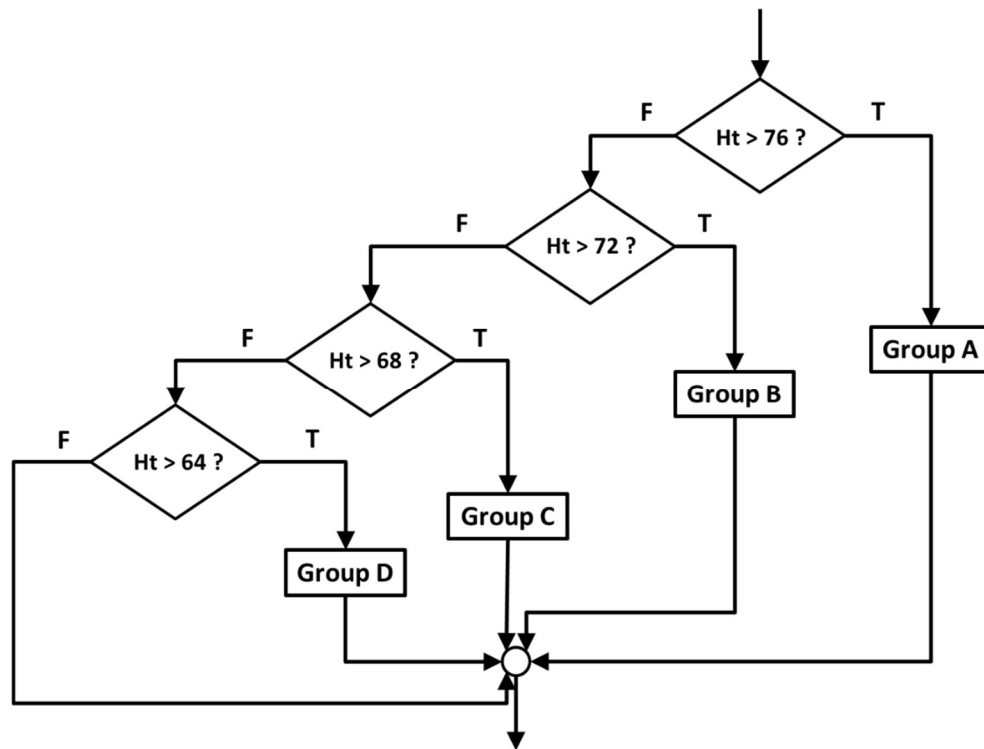 F
T
Ht > 76 ?
F
T
Ht > 72 ?
F
T
Ht > 68 ?
Group A
Group B
F
T
Ht > 64 ?
Group C
Group D